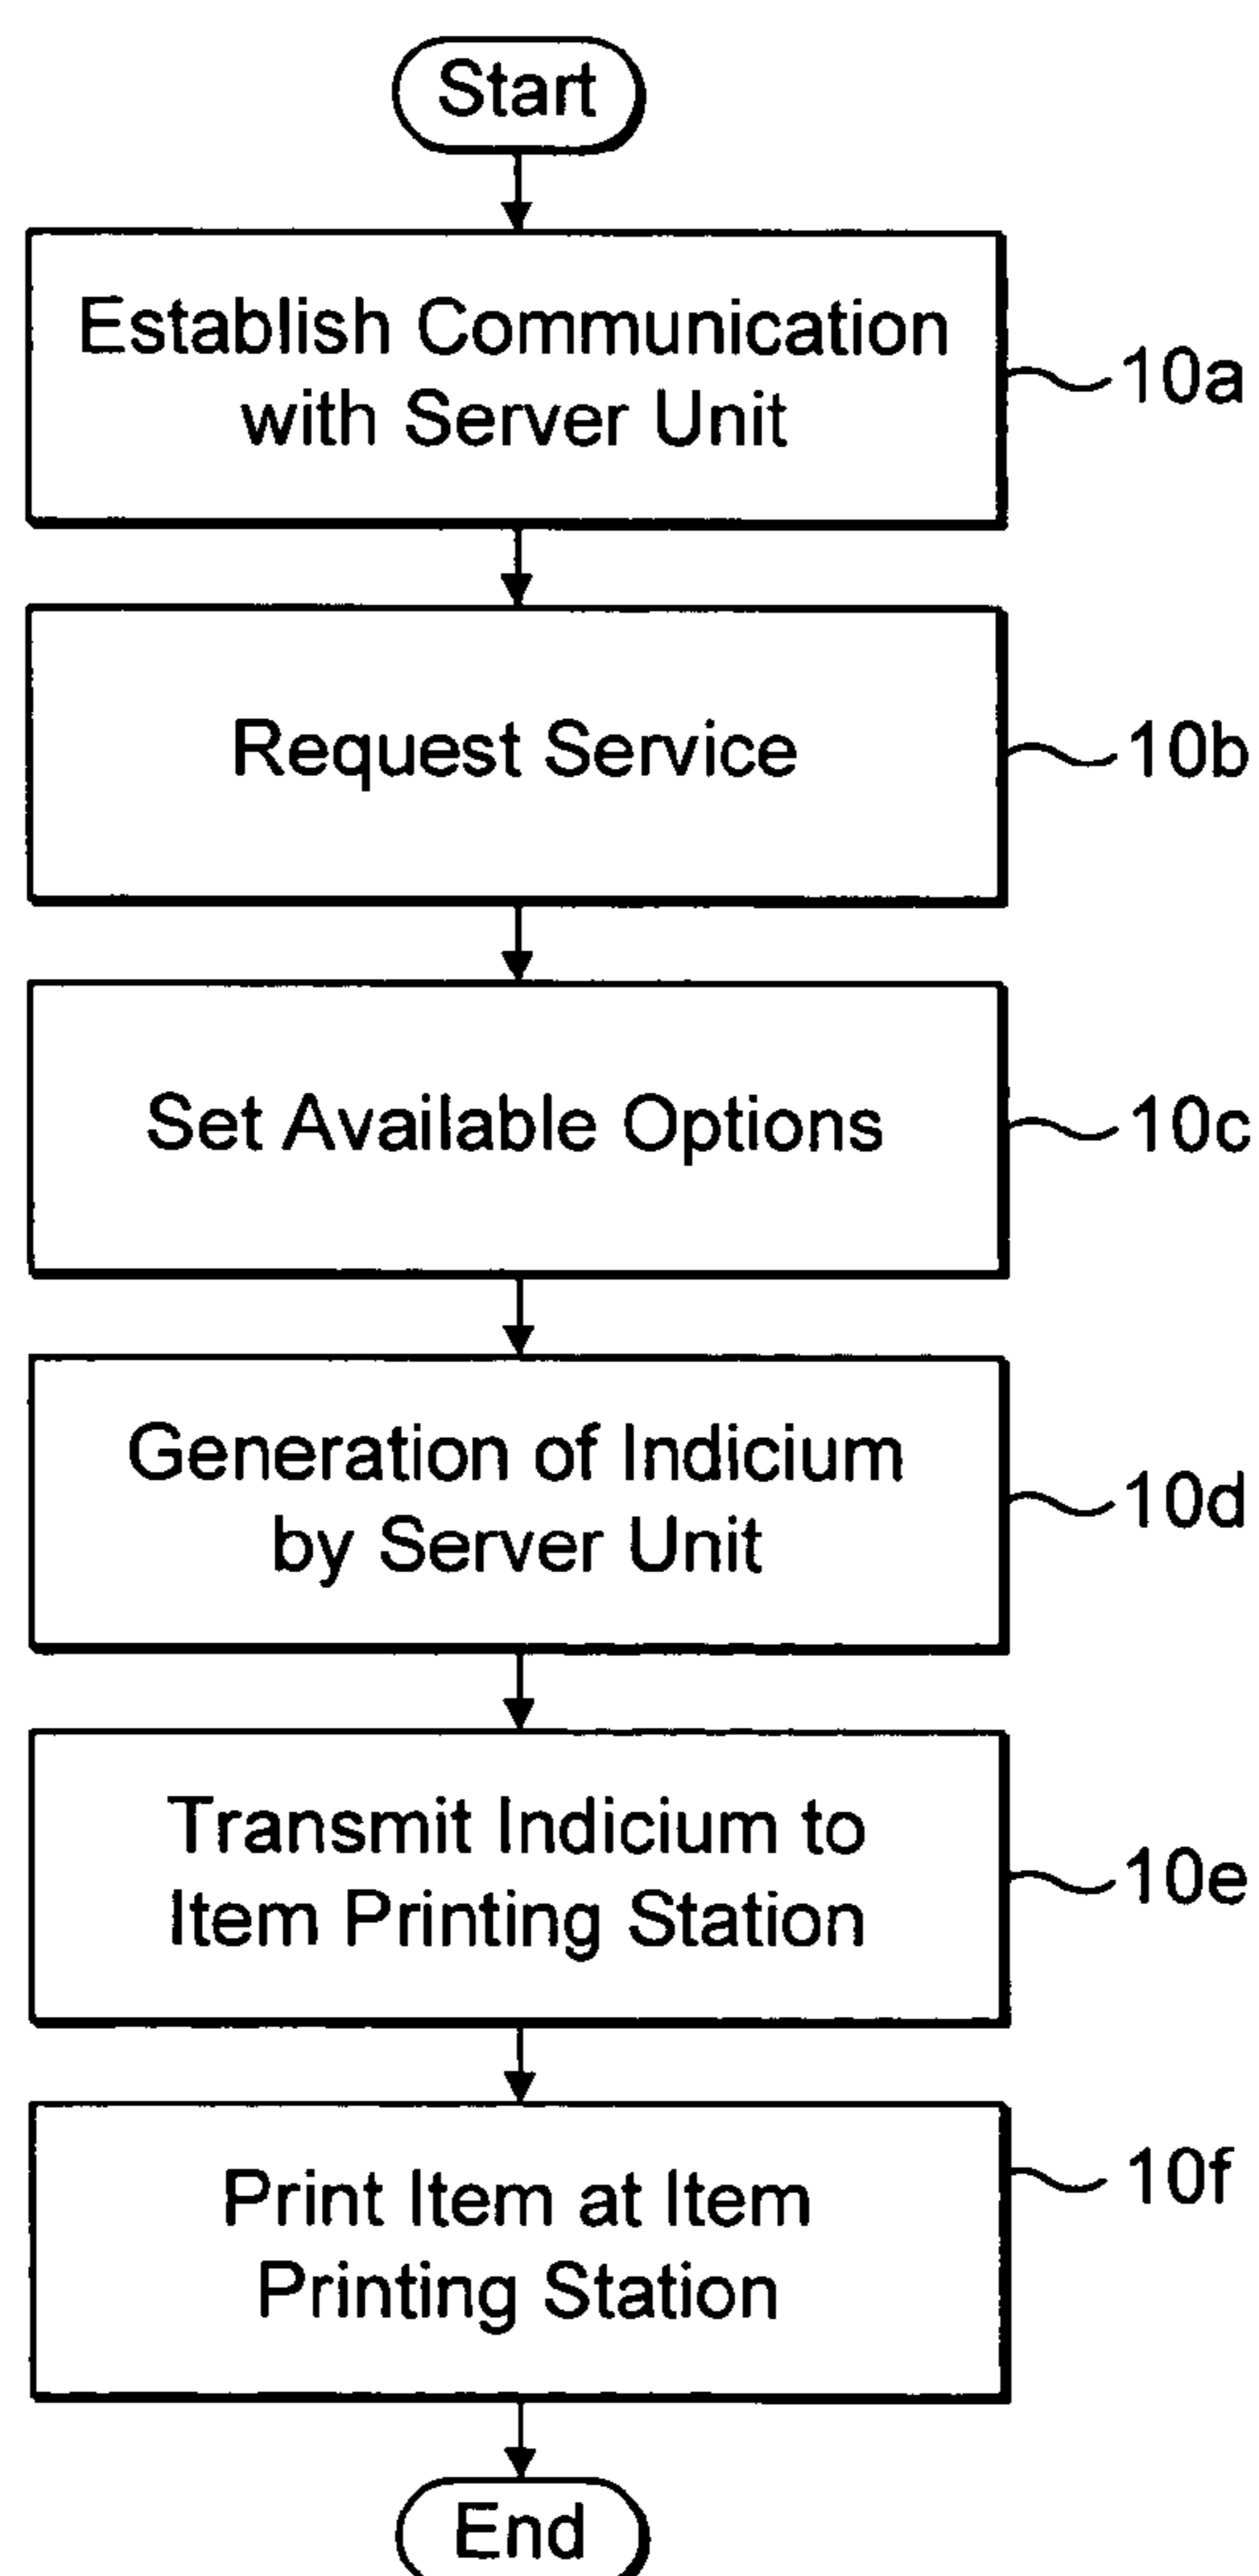 Start
Establish Communication
with Server Unit
10a
Request Service
10b
Set Available Options
10c
Generation of Indicium
by Server Unit
10d
Transmit Indicium to
Item Printing Station
10e
Print Item at Item
Printing Station
10f
End